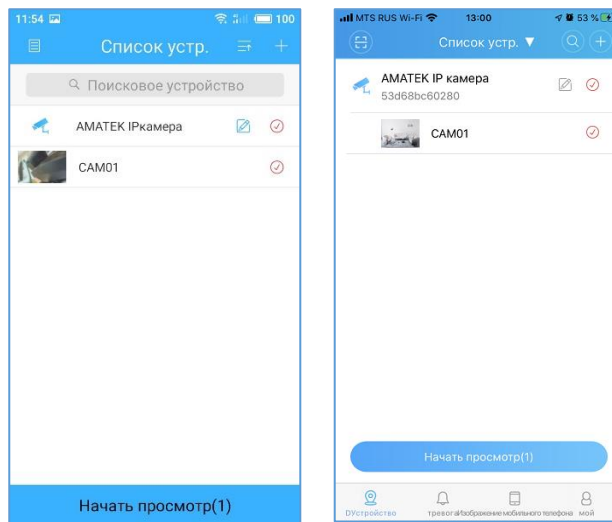 11:54 100
Список устр.
Поисковое устройство
AMATEK IPкамера
CAM01
Начать просмотр(1)
MTS RUS Wi-Fi 13:00 53 %
Список устр. ▼
AMATEK IP камера
53d68bc60280
CAM01
Начать просмотр(1)
DУстройство тревога Изображение мобильного телефона мой